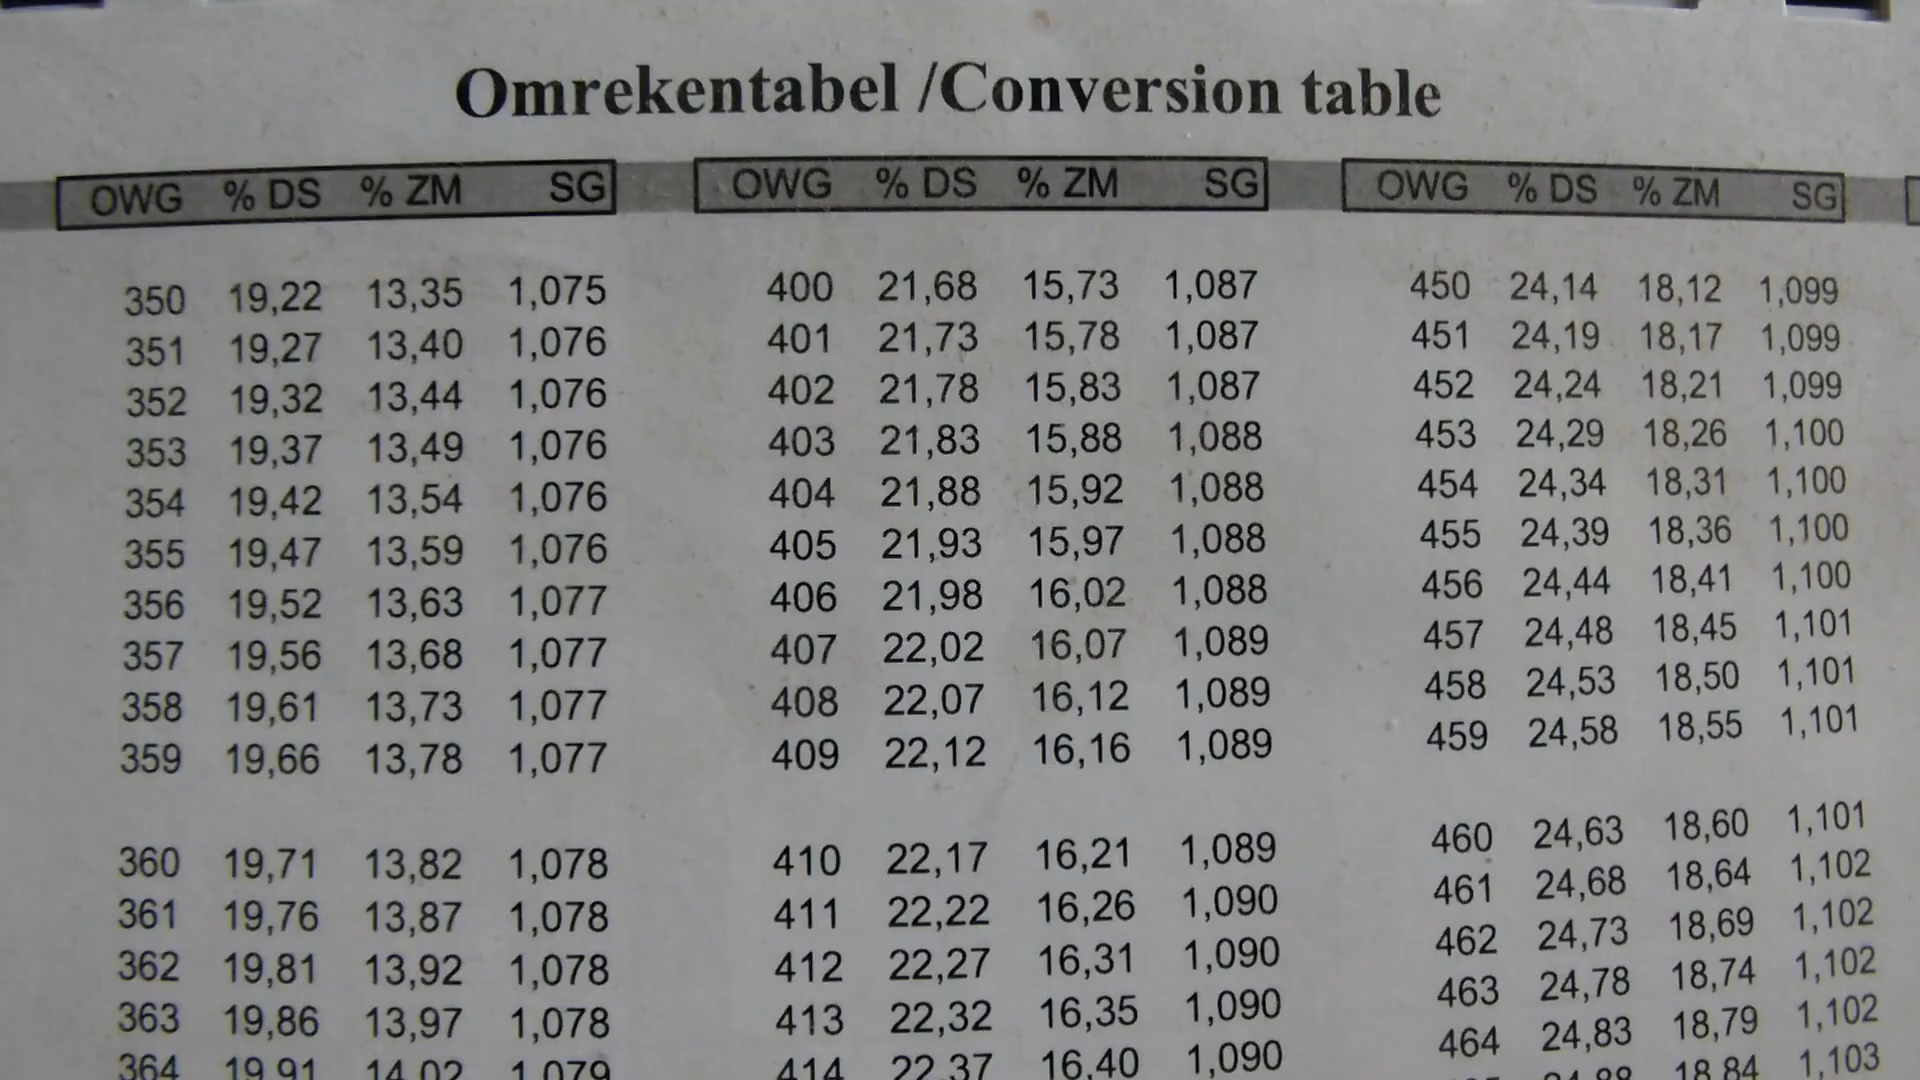 Omrekentabel /Conversion table
OWG % DS % ZM SG OWG % DS % ZM SG OWG % DS % ZM SG
350 19,22 13,35 1,075 400 21,68 15,73 1,087 450 24,14 18,12 1,099
351 19,27 13,40 1,076 401 21,73 15,78 1,087 451 24,19 18,17 1,099
352 19,32 13,44 1,076 402 21,78 15,83 1,087 452 24,24 18,21 1,099
353 19,37 13,49 1,076 403 21,83 15,88 1,088 453 24,29 18,26 1,100
354 19,42 13,54 1,076 404 21,88 15,92 1,088 454 24,34 18,31 1,100
355 19,47 13,59 1,076 405 21,93 15,97 1,088 455 24,39 18,36 1,100
356 19,52 13,63 1,077 406 21,98 16,02 1,088 456 24,44 18,41 1,100
357 19,56 13,68 1,077 407 22,02 16,07 1,089 457 24,48 18,45 1,101
358 19,61 13,73 1,077 408 22,07 16,12 1,089 458 24,53 18,50 1,101
359 19,66 13,78 1,077 409 22,12 16,16 1,089 459 24,58 18,55 1,101
360 19,71 13,82 1,078 410 22,17 16,21 1,089 460 24,63 18,60 1,101
361 19,76 13,87 1,078 411 22,22 16,26 1,090 461 24,68 18,64 1,102
362 19,81 13,92 1,078 412 22,27 16,31 1,090 462 24,73 18,69 1,102
363 19,86 13,97 1,078 413 22,32 16,35 1,090 463 24,78 18,74 1,102
364 19,91 14,02 1,079 414 22,37 16,40 1,090 464 24,83 18,79 1,102
18,84 1,103